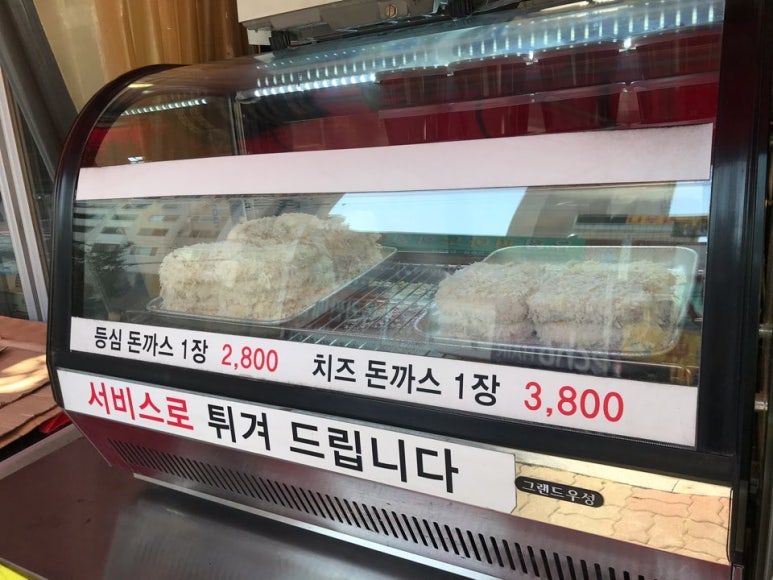 등심 돈까스 1장 2,800 치즈 돈까스 1장 3,800
서비스로 튀겨 드립니다
그랜드우성